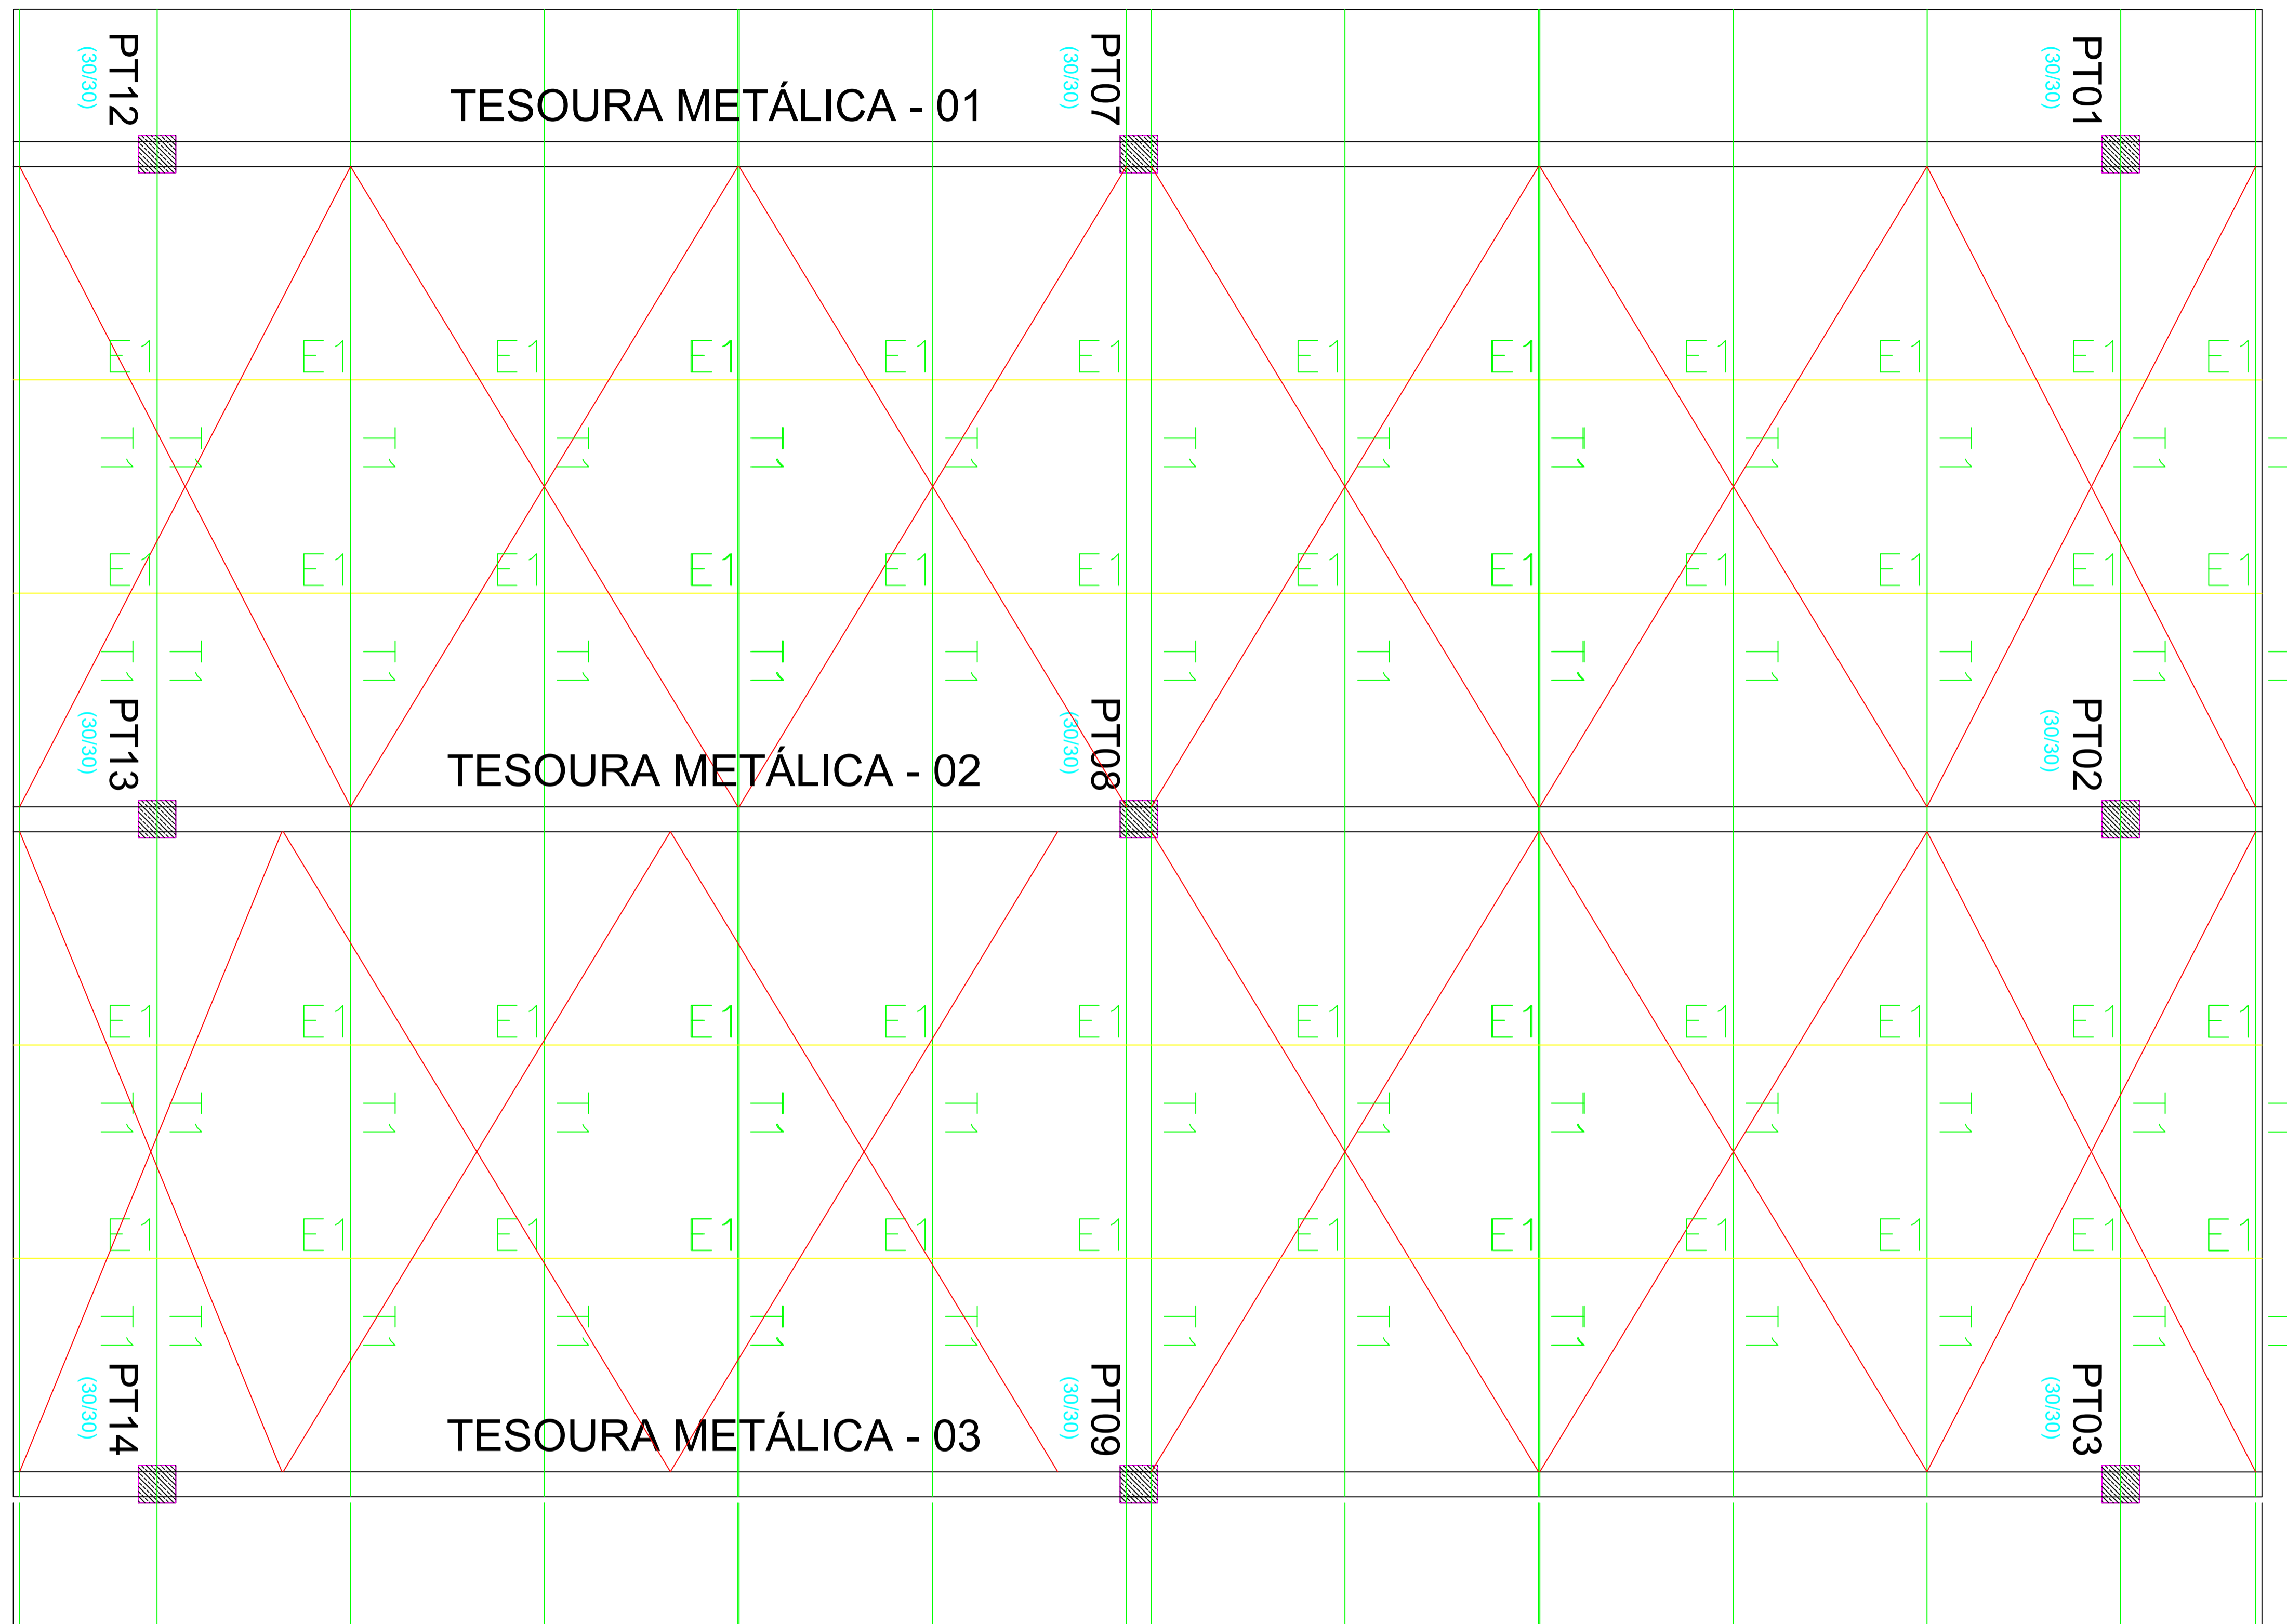 PT12
(30/30)
TESOURA METÁLICA - 01
PT07
(30/30)
PT01
(30/30)
E1 E1 E1 E1 E1 E1 E1 E1 E1 E1 E1 E1
T1 T1 T1 T1 T1 T1 T1 T1 T1 T1 T1 T1
E1 E1 E1 E1 E1 E1 E1 E1 E1 E1 E1 E1
T1 T1 T1 T1 T1 T1 T1 T1 T1 T1 T1 T1
PT13
(30/30)
TESOURA METÁLICA - 02
PT08
(30/30)
PT02
(30/30)
E1 E1 E1 E1 E1 E1 E1 E1 E1 E1 E1 E1
T1 T1 T1 T1 T1 T1 T1 T1 T1 T1 T1 T1
E1 E1 E1 E1 E1 E1 E1 E1 E1 E1 E1 E1
T1 T1 T1 T1 T1 T1 T1 T1 T1 T1 T1 T1
PT14
(30/30)
TESOURA METÁLICA - 03
PT09
(30/30)
PT03
(30/30)